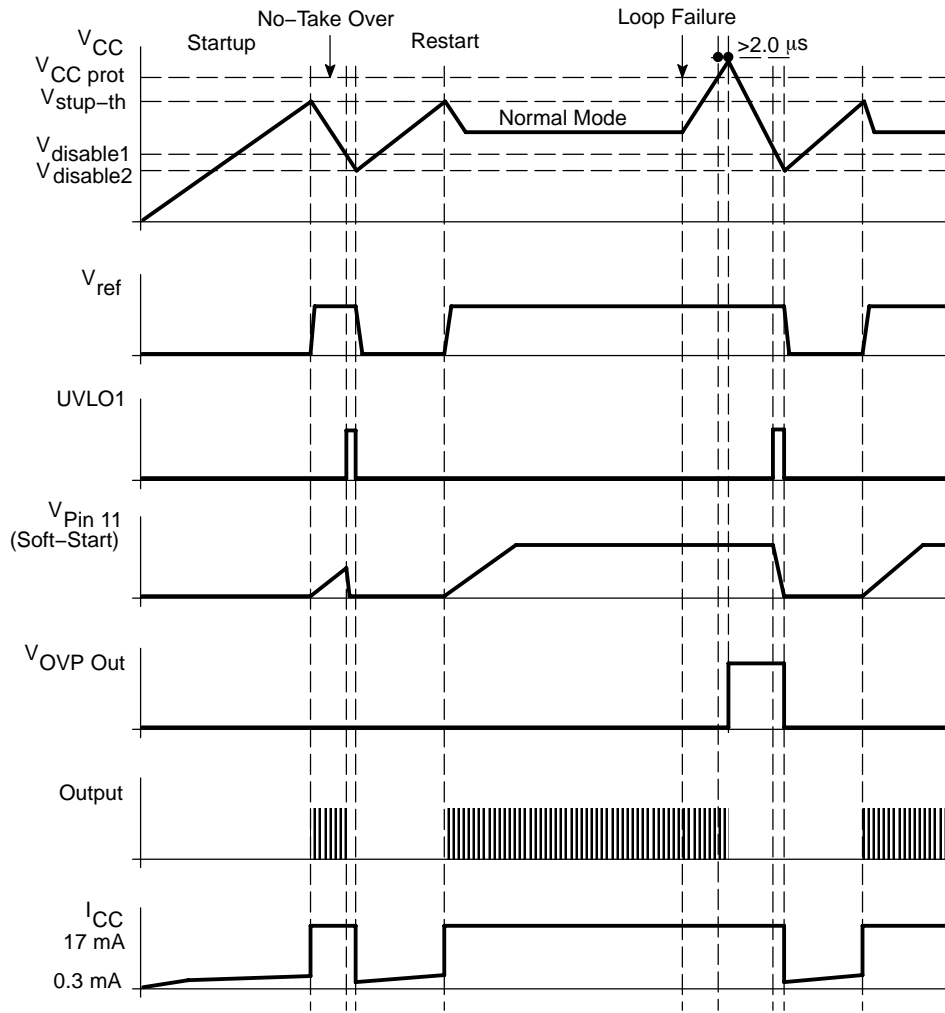 No−Take Over
Loop Failure
VCC
Startup
Restart
>2.0 μs
VCC prot
Vstup−th
Normal Mode
Vdisable1
Vdisable2
Vref
UVLO1
VPin 11
(Soft−Start)
VOVP Out
Output
ICC
17 mA
0.3 mA